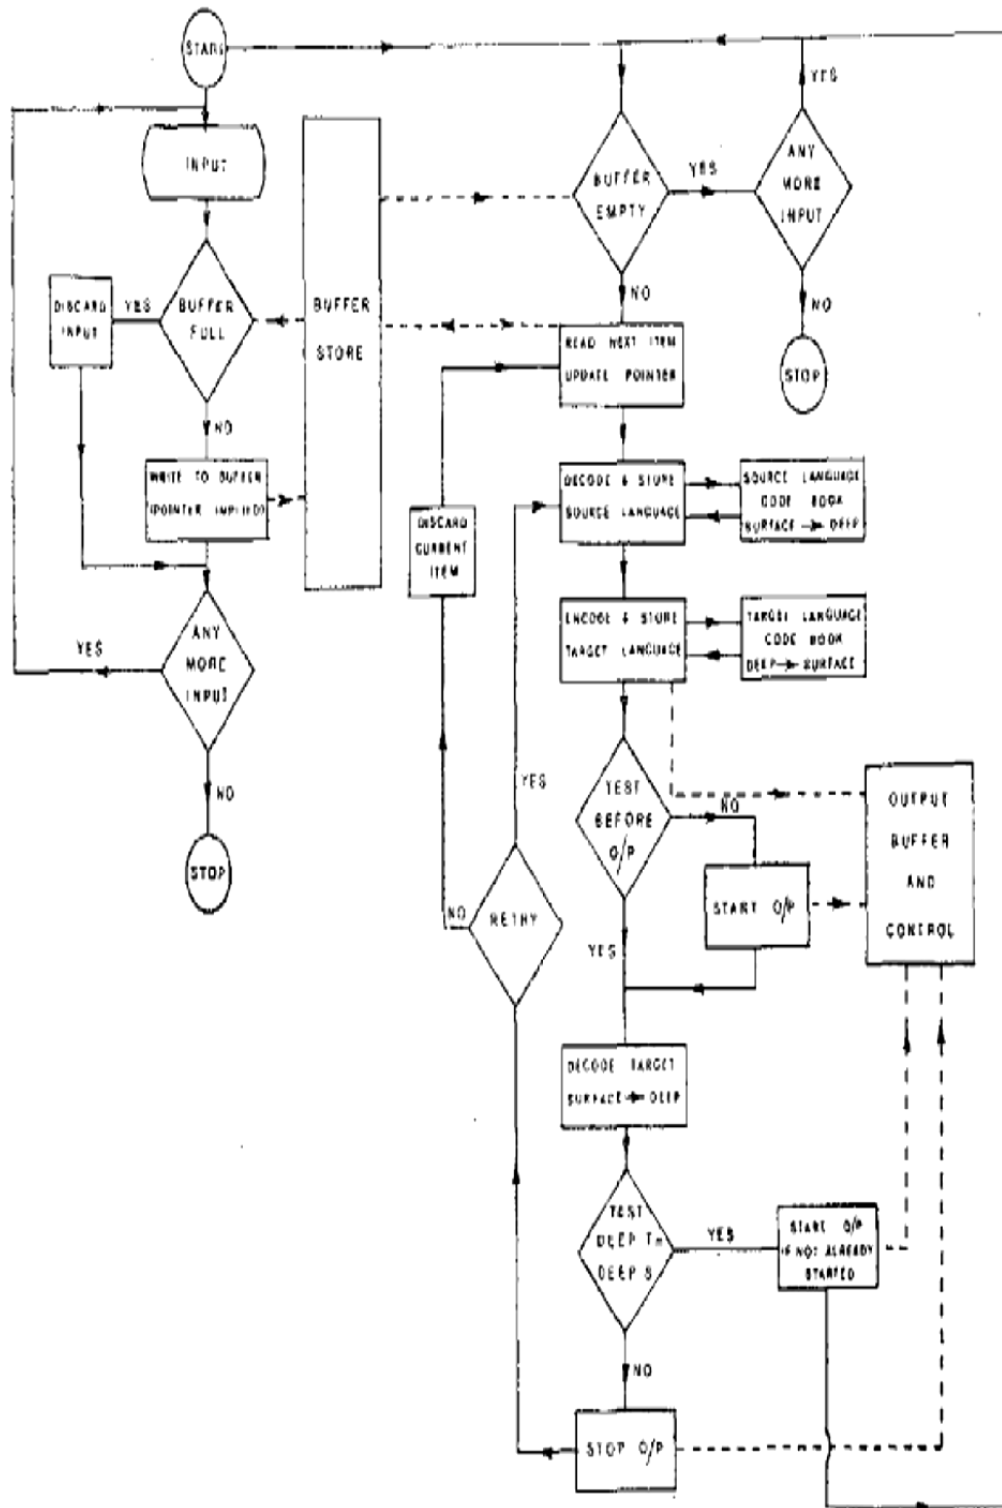 START
INPUT
BUFFER
FULL
YES
DISCARD
INPUT
NO
WRITE TO BUFFER
(POINTER IMPLIED)
ANY
MORE
INPUT
YES
NO
STOP
BUFFER
STORE
BUFFER
EMPTY
YES
ANY
MORE
INPUT
YES
NO
STOP
NO
READ NEXT ITEM
UPDATE POINTER
DECODE & STORE
SOURCE LANGUAGE
SOURCE LANGUAGE
CODE BOOK
SURFACE → DEEP
DISCARD
CURRENT
ITEM
ENCODE & STORE
TARGET LANGUAGE
TARGET LANGUAGE
CODE BOOK
DEEP → SURFACE
TEST
BEFORE
O/P
NO
START O/P
OUTPUT
BUFFER
AND
CONTROL
YES
RETRY
YES
NO
DECODE TARGET
SURFACE → DEEP
TEST
DEEP T=
DEEP S
YES
START O/P
IF NOT ALREADY
STARTED
NO
STOP O/P